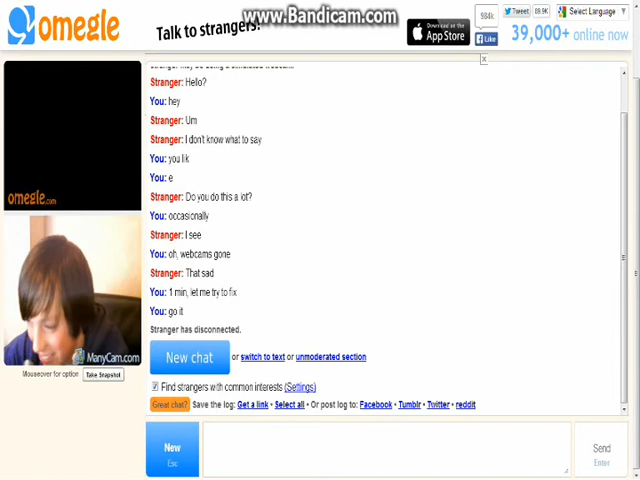 www.Bandicam.com
omegle
Talk to strangers!
Download on the
App Store
984k
Like
Tweet
89.9K
Select Language
39,000+ online now
x
Stranger: Hello?
You: hey
Stranger: Um
Stranger: I don't know what to say
You: you lik
You: e
Stranger: Do you do this a lot?
You: occasionally
Stranger: I see
You: oh, webcams gone
Stranger: That sad
You: 1 min, let me try to fix
You: go it
Stranger has disconnected.
New chat or switch to text or unmoderated section
Find strangers with common interests (Settings)
Great chat? Save the log: Get a link • Select all • Or post log to: Facebook • Tumblr • Twitter • reddit
omegle.com
ManyCam.com
Mouseover for option Take Snapshot
New
Esc
Send
Enter